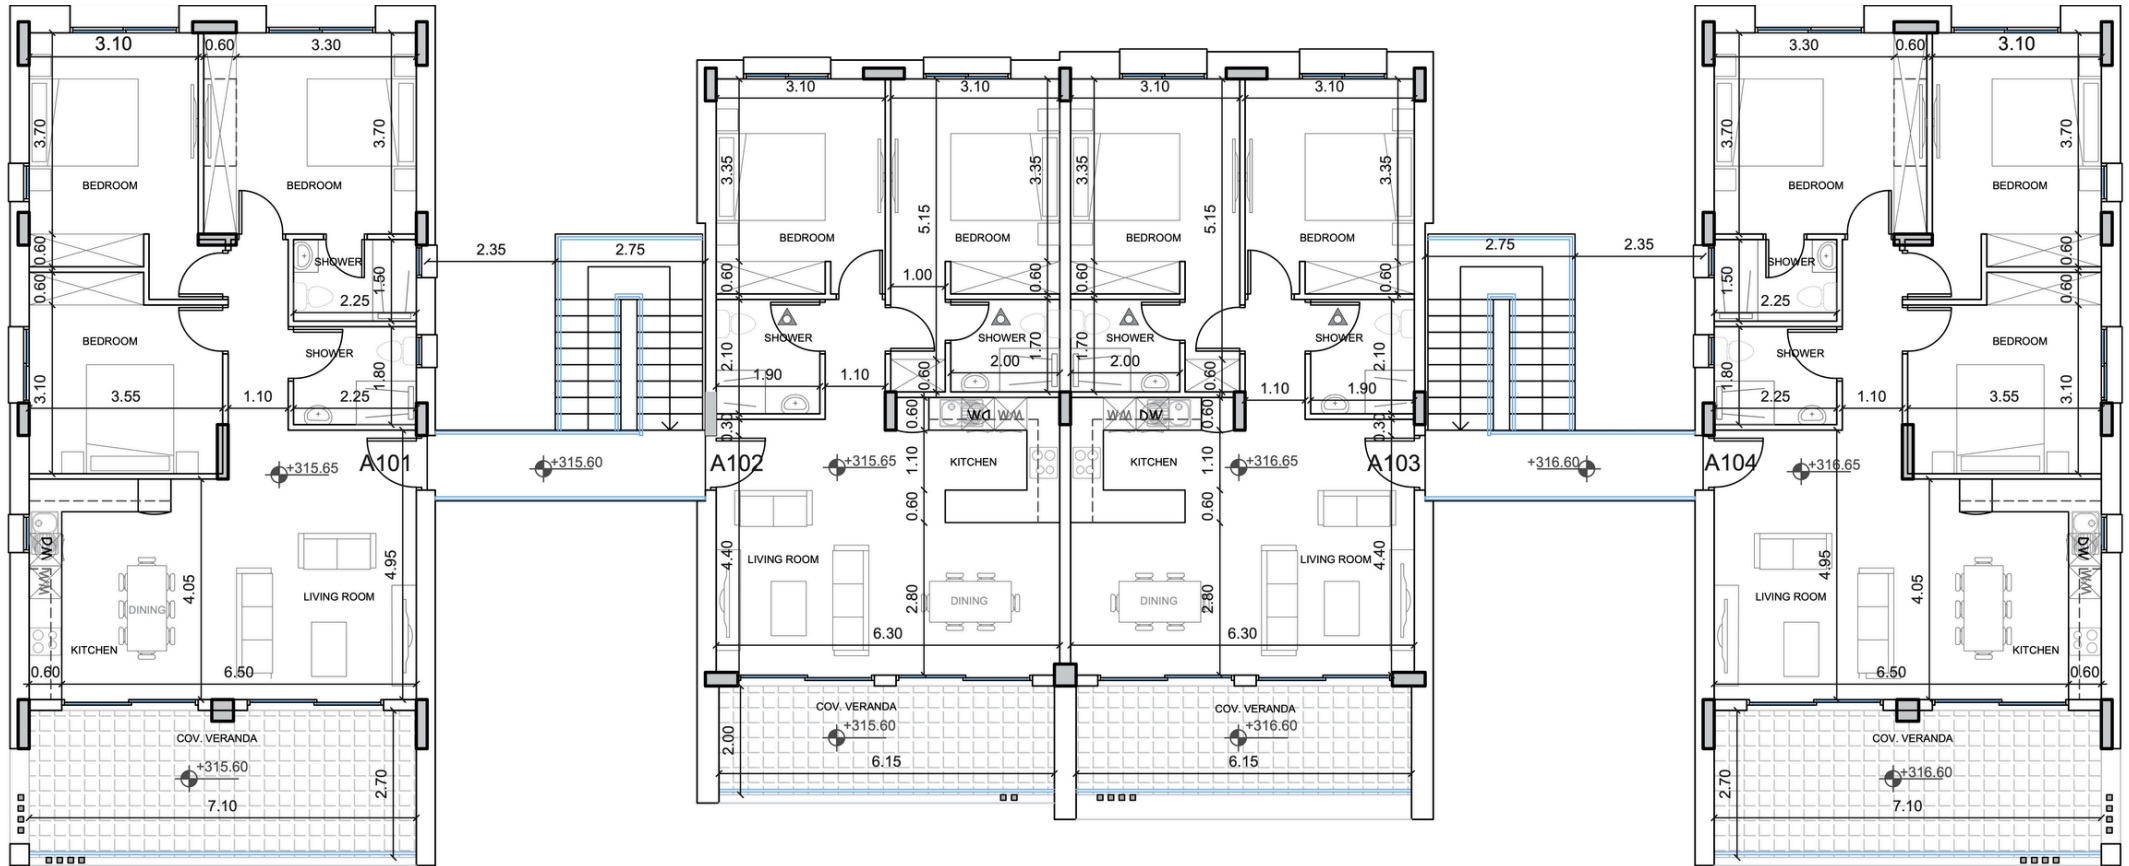 3.10
0.60
3.30
3.70
3.70
BEDROOM
BEDROOM
0.60
0.60
SHOWER
1.50
2.25
BEDROOM
SHOWER
1.80
3.10
3.55
1.10
2.25
A101
+315.65
DW
WM
DINING
KITCHEN
4.05
4.95
LIVING ROOM
0.60
6.50
COV. VERANDA
+315.60
2.70
7.10
2.35
2.75
+315.60
3.10
3.10
3.35
5.15
3.35
BEDROOM
BEDROOM
0.60
1.00
0.60
SHOWER
SHOWER
2.10
1.70
1.90
1.10
2.00
0.60
0.30
0.60
DW
WM
A102
+315.65
1.10
KITCHEN
0.60
4.40
LIVING ROOM
2.80
DINING
6.30
COV. VERANDA
+315.60
2.00
6.15
3.10
3.10
3.35
5.15
3.35
BEDROOM
BEDROOM
0.60
0.60
SHOWER
SHOWER
1.70
2.10
2.00
0.60
1.10
1.90
WM
DW
0.60
0.30
KITCHEN
1.10
+316.65
A103
0.60
LIVING ROOM
4.40
DINING
2.80
6.30
COV. VERANDA
+316.60
6.15
2.75
2.35
+316.60
3.30
0.60
3.10
3.70
3.70
BEDROOM
BEDROOM
0.60
0.60
SHOWER
1.50
2.25
BEDROOM
SHOWER
1.80
3.10
2.25
1.10
3.55
A104
+316.65
DW
WM
4.95
4.05
LIVING ROOM
KITCHEN
6.50
0.60
COV. VERANDA
+316.60
2.70
7.10